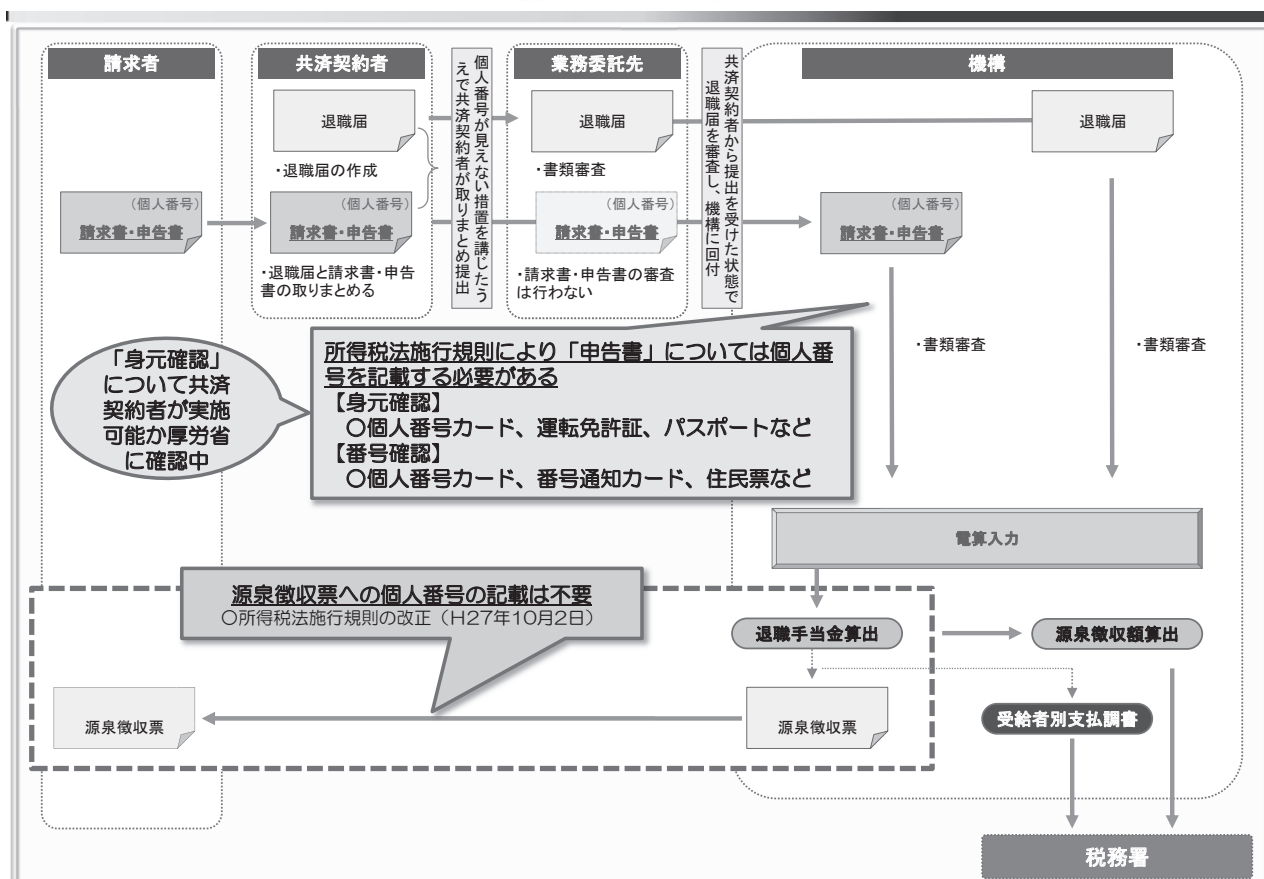 請求者
共済契約者
業務委託先
機構
個人番号が見えない措置を講じたう
えで共済契約者が取りまとめ提出
共済契約者から提出を受けた状態で
退職届を審査し、機構に回付
退職届
退職届
退職届
・退職届の作成
・書類審査
(個人番号)
請求書・申告書
(個人番号)
請求書・申告書
(個人番号)
請求書・申告書
(個人番号)
請求書・申告書
・退職届と請求書・申告
書の取りまとめる
・請求書・申告書の審査
は行わない
・書類審査
・書類審査
「身元確認」
について共済
契約者が実施
可能か厚労省
に確認中
所得税法施行規則により「申告書」については個人番
号を記載する必要がある
【身元確認】
○個人番号カード、運転免許証、パスポートなど
【番号確認】
○個人番号カード、番号通知カード、住民票など
電算入力
源泉徴収票への個人番号の記載は不要
○所得税法施行規則の改正（H27年10月2日）
退職手当金算出
源泉徴収額算出
源泉徴収票
源泉徴収票
受給者別支払調書
税務署